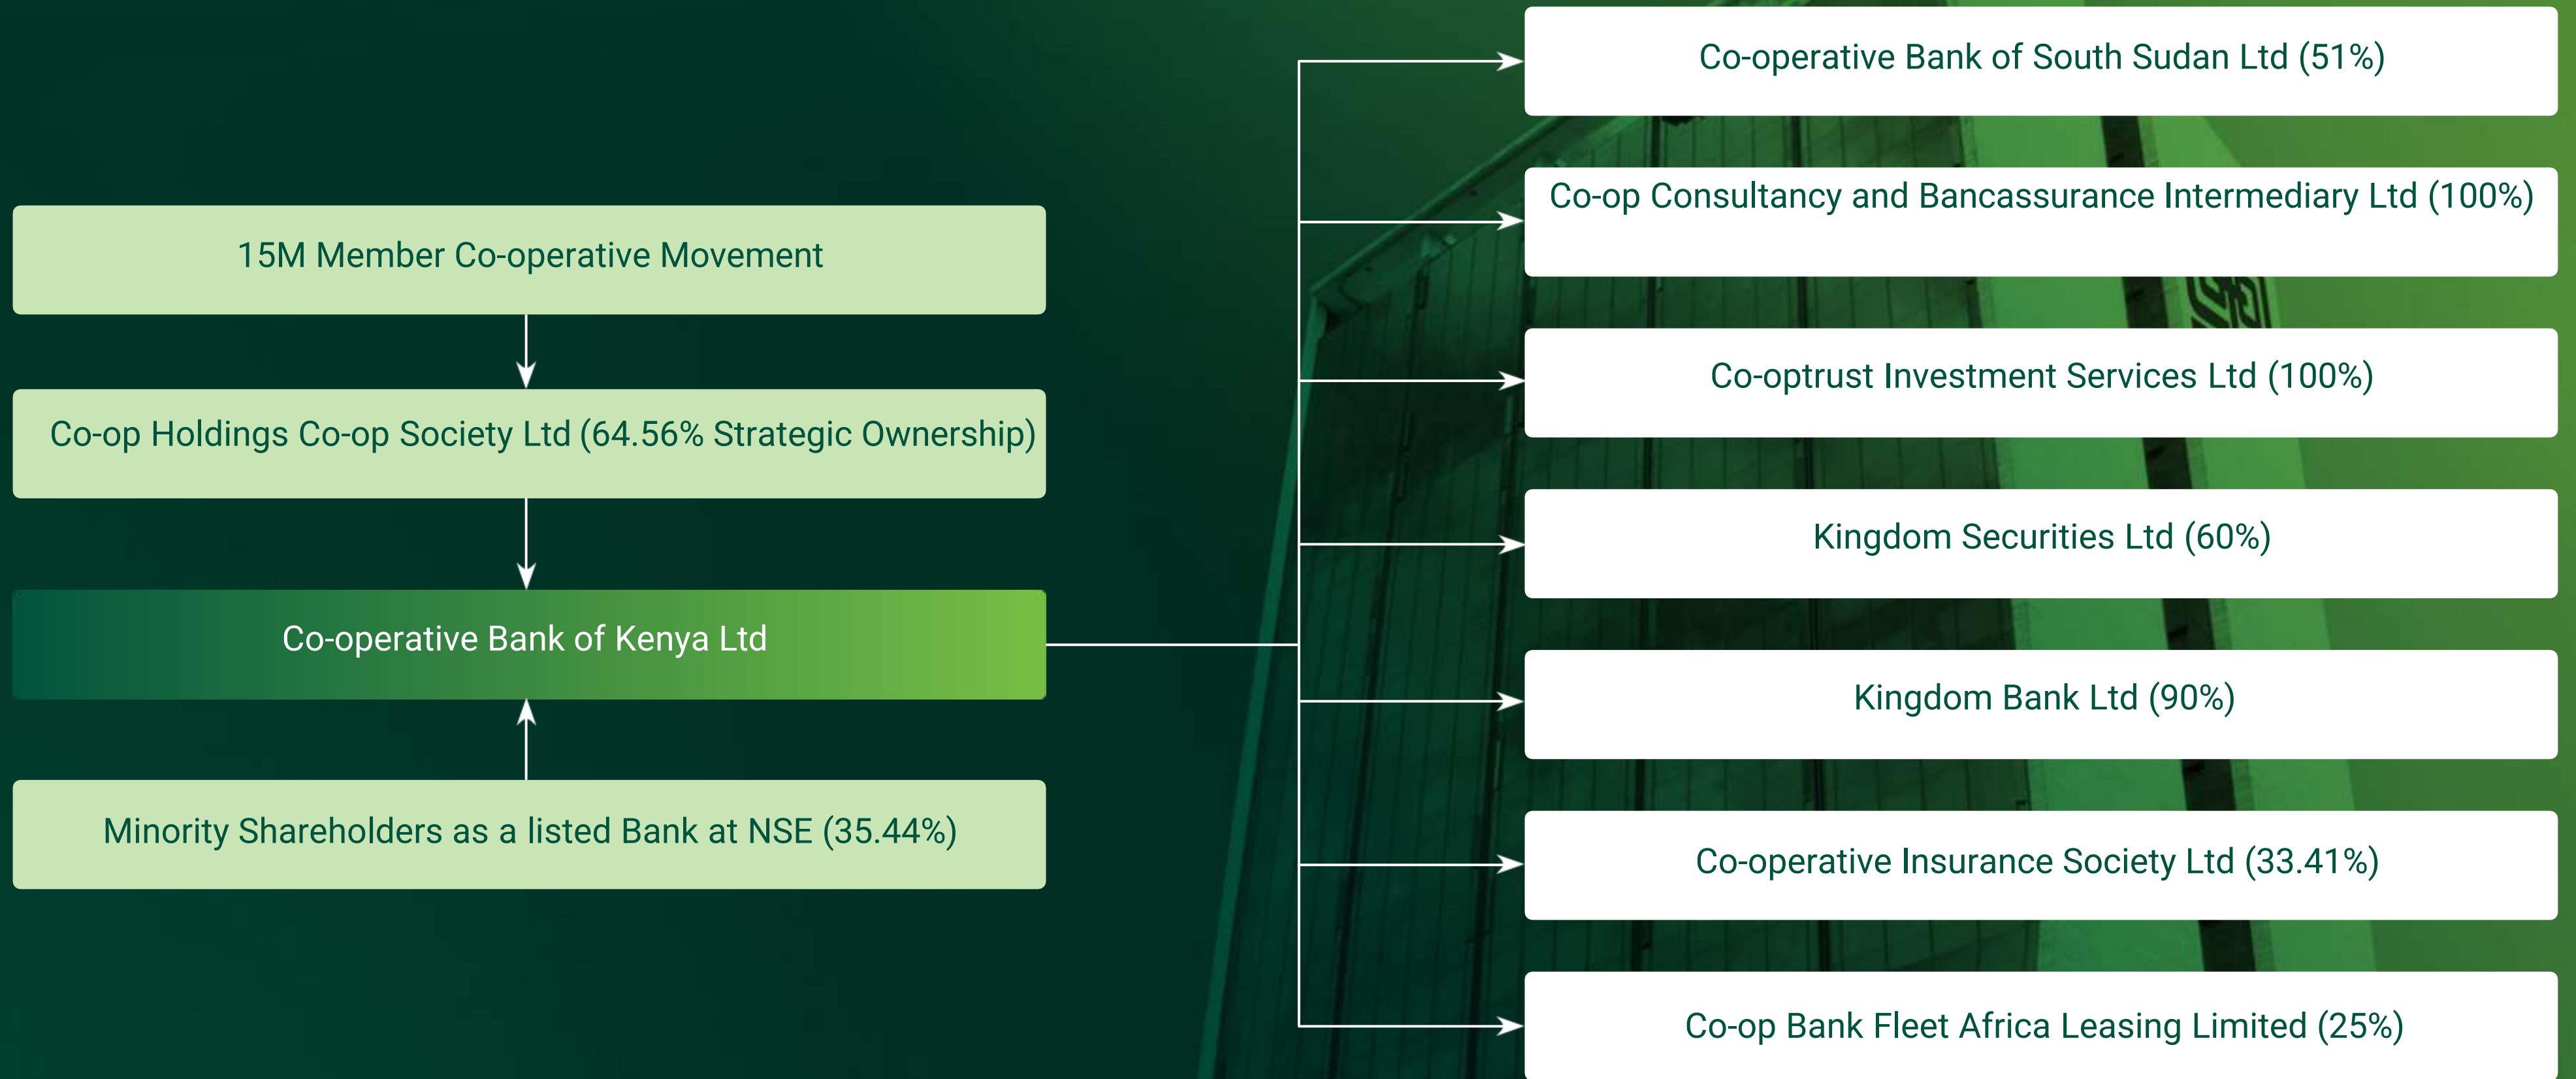 15M Member Co-operative Movement
Co-op Holdings Co-op Society Ltd (64.56% Strategic Ownership)
Co-operative Bank of Kenya Ltd
Minority Shareholders as a listed Bank at NSE (35.44%)
Co-operative Bank of South Sudan Ltd (51%)
Co-op Consultancy and Bancassurance Intermediary Ltd (100%)
Co-optrust Investment Services Ltd (100%)
Kingdom Securities Ltd (60%)
Kingdom Bank Ltd (90%)
Co-operative Insurance Society Ltd (33.41%)
Co-op Bank Fleet Africa Leasing Limited (25%)